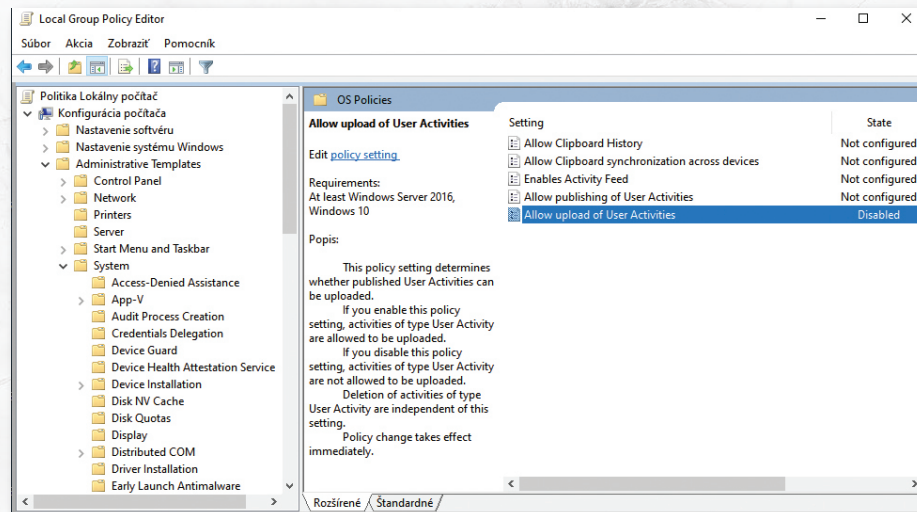 Local Group Policy Editor
Súbor Akcia Zobraziť Pomocník
Politika Lokálny počítač
Konfigurácia počítača
Nastavenie softvéru
Nastavenie systému Windows
Administrative Templates
Control Panel
Network
Printers
Server
Start Menu and Taskbar
System
Access-Denied Assistance
App-V
Audit Process Creation
Credentials Delegation
Device Guard
Device Health Attestation Service
Device Installation
Disk NV Cache
Disk Quotas
Display
Distributed COM
Driver Installation
Early Launch Antimalware
OS Policies
Allow upload of User Activities
Edit policy setting
Requirements:
At least Windows Server 2016,
Windows 10
Popis:
This policy setting determines
whether published User Activities can
be uploaded.
If you enable this policy
setting, activities of type User Activity
are allowed to be uploaded.
If you disable this policy
setting, activities of type User Activity
are not allowed to be uploaded.
Deletion of activities of type
User Activity are independent of this
setting.
Policy change takes effect
immediately.
Setting State
Allow Clipboard History Not configured
Allow Clipboard synchronization across devices Not configured
Enables Activity Feed Not configured
Allow publishing of User Activities Not configured
Allow upload of User Activities Disabled
Rozšírené Štandardné